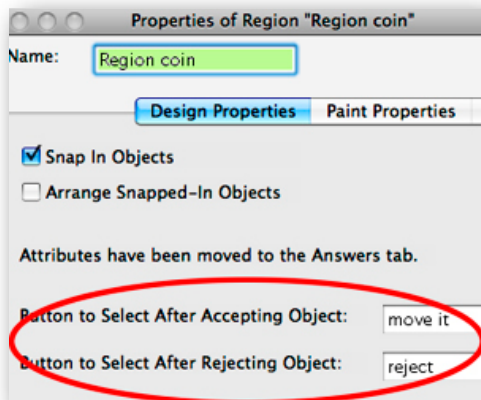 Properties of Region "Region coin"
Name: Region coin
Design Properties Paint Properties
Snap In Objects
Arrange Snapped-In Objects
Attributes have been moved to the Answers tab.
Button to Select After Accepting Object: move it
Button to Select After Rejecting Object: reject